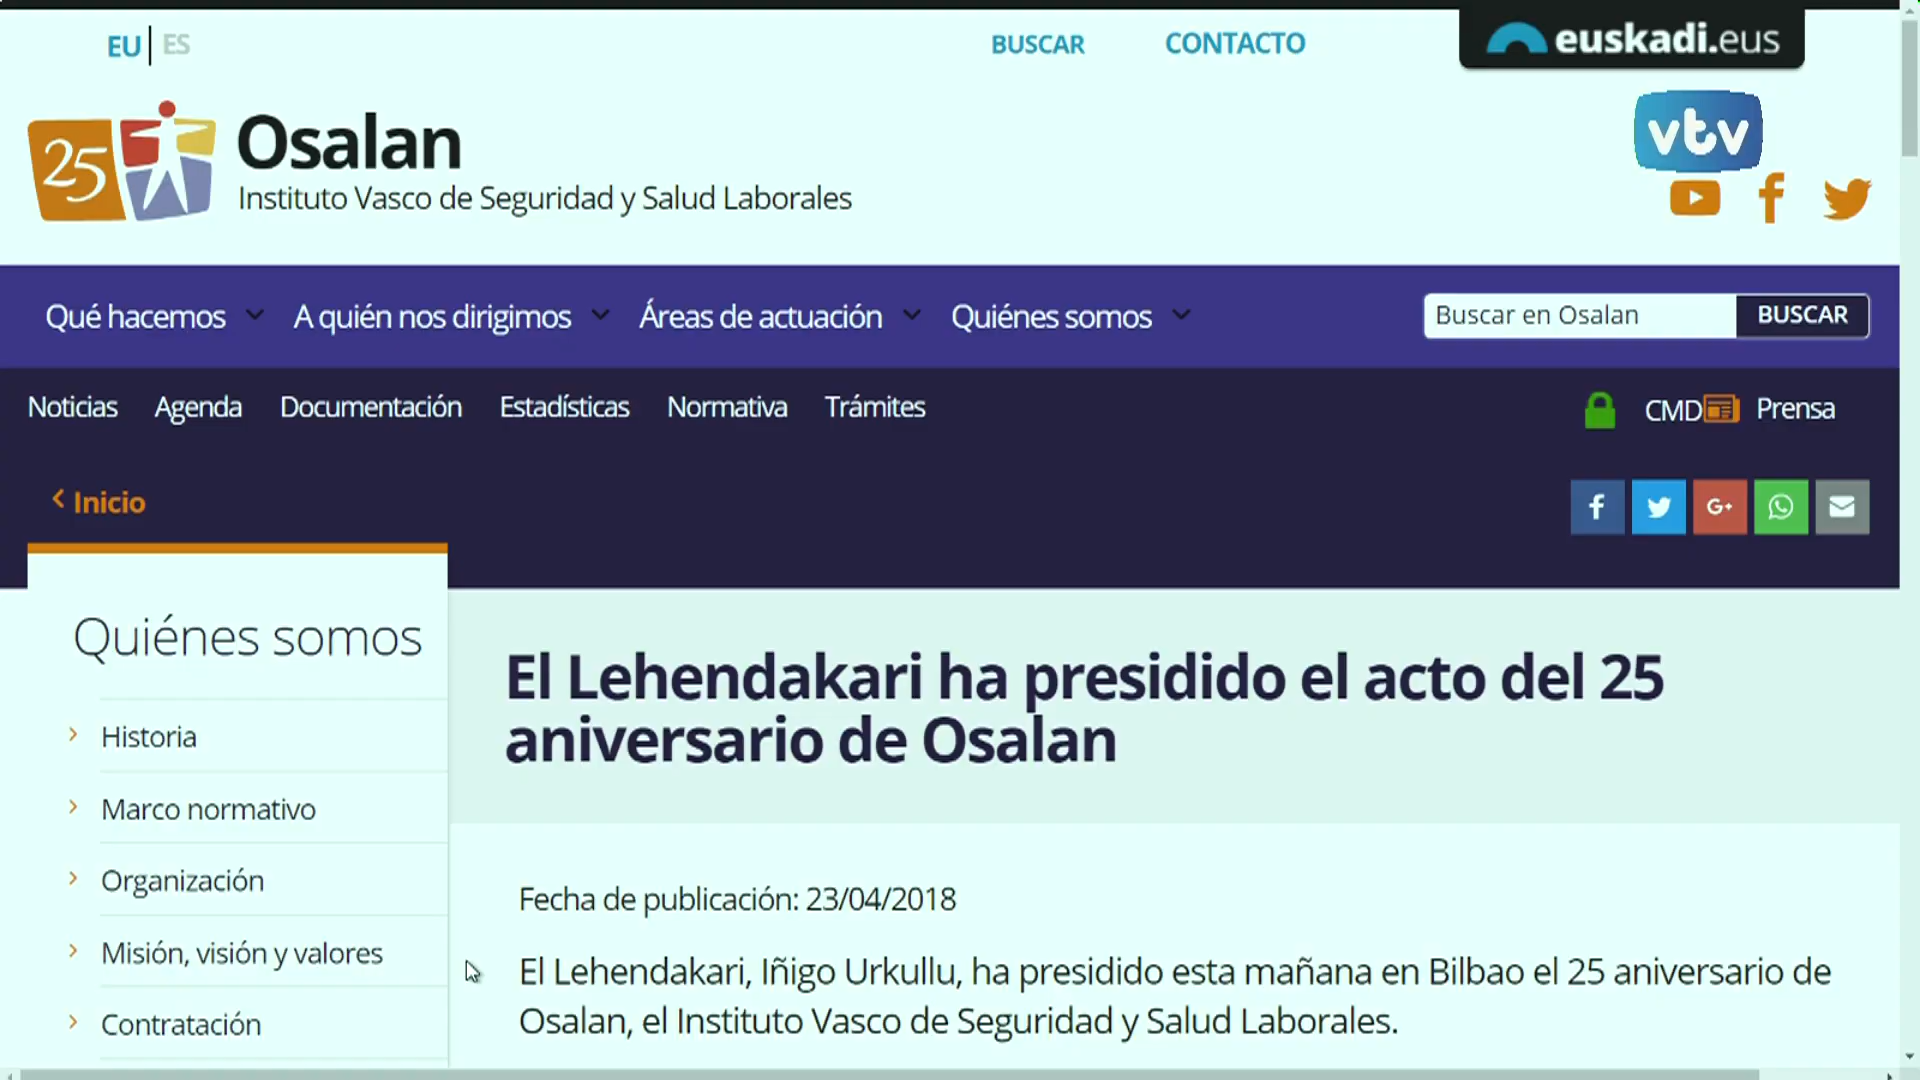 EU ES
BUSCAR
CONTACTO
euskadi.eus
vtv
25
Osalan
Instituto Vasco de Seguridad y Salud Laborales
Qué hacemos
A quién nos dirigimos
Áreas de actuación
Quiénes somos
Buscar en Osalan
BUSCAR
Noticias
Agenda
Documentación
Estadísticas
Normativa
Trámites
CMD
Prensa
Inicio
Quiénes somos
Historia
Marco normativo
Organización
Misión, visión y valores
Contratación
El Lehendakari ha presidido el acto del 25
aniversario de Osalan
Fecha de publicación: 23/04/2018
El Lehendakari, Iñigo Urkullu, ha presidido esta mañana en Bilbao el 25 aniversario de
Osalan, el Instituto Vasco de Seguridad y Salud Laborales.